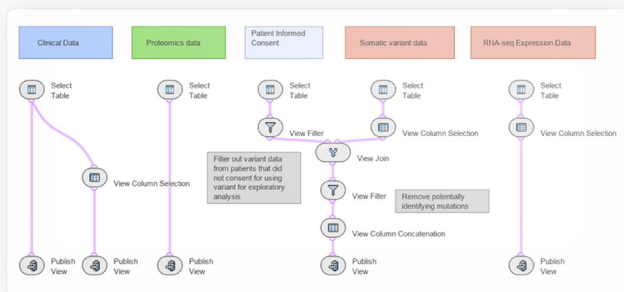 Clinical Data
Proteomics data
Patient Informed
Consent
Somatic variant data
RNA-seq Expression Data
Select
Table
Select
Table
Select
Table
Select
Table
Select
Table
View Filter
View Column Selection
View Column Selection
Filter out variant data
from patients that did
not consent for using
variant for exploratory
analysis
View Join
View Column Selection
View Filter
Remove potentially
identifying mutations
View Column Concatenation
Publish
View
Publish
View
Publish
View
Publish
View
Publish
View